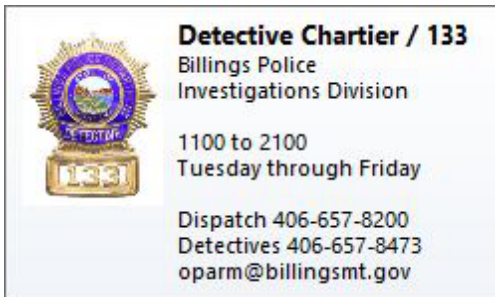 Detective Chartier / 133
Billings Police
Investigations Division
1100 to 2100
Tuesday through Friday
Dispatch 406-657-8200
Detectives 406-657-8473
oparm@billingsmt.gov
DETECTIVE
133